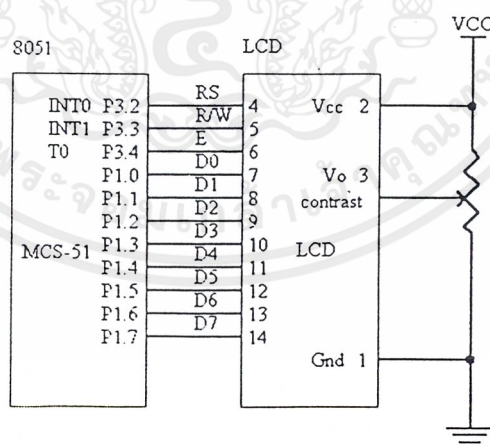 VCC
8051 LCD
INT0 P3.2 RS 4 Vcc 2
INT1 P3.3 R/W 5
T0 P3.4 E 6
P1.0 D0 7 Vo 3
P1.1 D1 8 contrast
P1.2 D2 9
P1.3 D3 10 LCD
MCS-51 P1.4 D4 11
P1.5 D5 12
P1.6 D6 13
P1.7 D7 14
Gnd 1